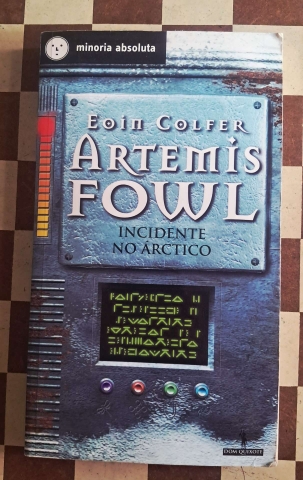 minoria absoluta
EOIN COLFER
ARTEMIS
FOWL
INCIDENTE
NO ÁRCTICO
DOM QUIXOTE